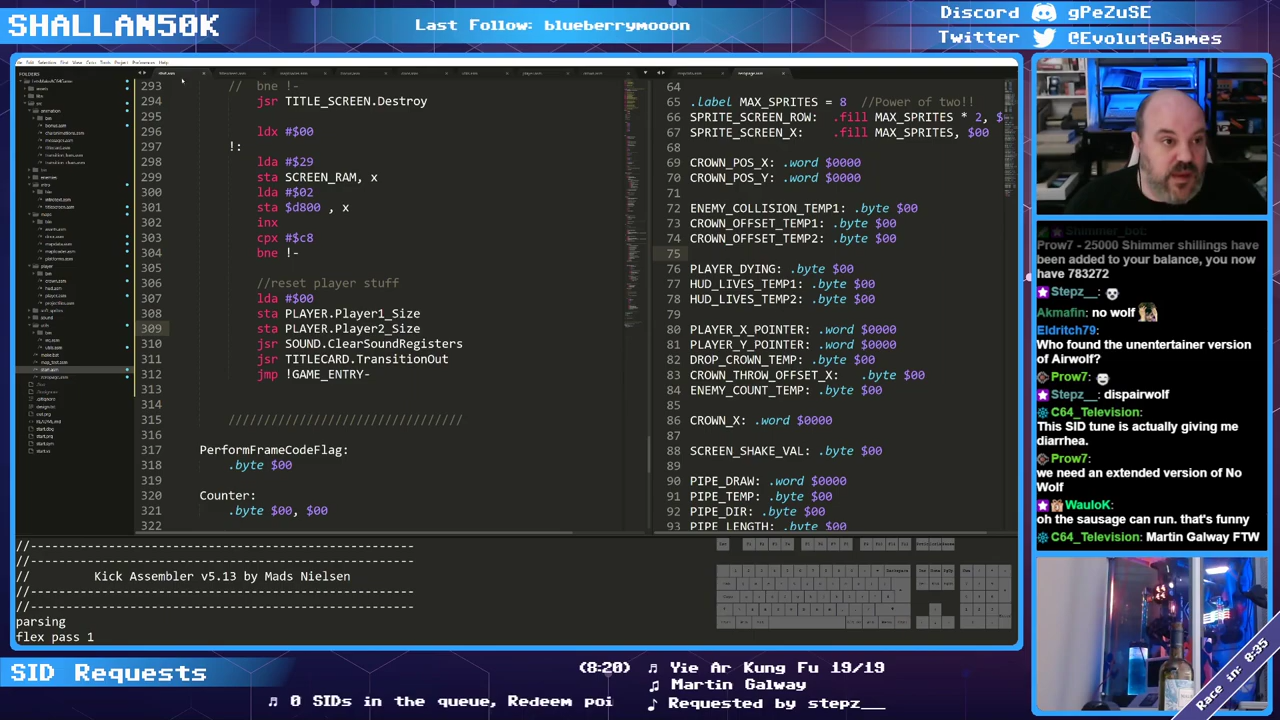 SHALLAN50K
Last Follow: blueberrymooon
Discord gPeZuSE
Twitter @EvoluteGames
FOLDERS
293 // bne !-
294 jsr TITLE_SCREEN.Destroy
295
296 ldx #$00
297 !:
298 lda #$25
299 sta SCREEN_RAM, x
300 lda #$02
301 sta $d800 , x
302 inx
303 cpx #$c8
304 bne !-
305
306 //reset player stuff
307 lda #$00
308 sta PLAYER.Player1_Size
309 sta PLAYER.Player2_Size
310 jsr SOUND.ClearSoundRegisters
311 jsr TITLECARD.TransitionOut
312 jmp !GAME_ENTRY-
313
314
315 /////////////////////////////////
316
317 PerformFrameCodeFlag:
318 .byte $00
319
320 Counter:
321 .byte $00, $00
322
64
65 .label MAX_SPRITES = 8 //Power of two!!
66 SPRITE_SCREEN_ROW: .fill MAX_SPRITES * 2, $
67 SPRITE_SCREEN_X: .fill MAX_SPRITES, $00
68
69 CROWN_POS_X: .word $0000
70 CROWN_POS_Y: .word $0000
71
72 ENEMY_COLLISION_TEMP1: .byte $00
73 CROWN_OFFSET_TEMP1: .byte $00
74 CROWN_OFFSET_TEMP2: .byte $00
75
76 PLAYER_DYING: .byte $00
77 HUD_LIVES_TEMP1: .byte $00
78 HUD_LIVES_TEMP2: .byte $00
79
80 PLAYER_X_POINTER: .word $0000
81 PLAYER_Y_POINTER: .word $0000
82 DROP_CROWN_TEMP: .byte $00
83 CROWN_THROW_OFFSET_X: .byte $00
84 ENEMY_COUNT_TEMP: .byte $00
85
86 CROWN_X: .word $0000
87
88 SCREEN_SHAKE_VAL: .byte $00
89
90 PIPE_DRAW: .word $0000
91 PIPE_TEMP: .byte $00
92 PIPE_DIR: .word $0000
93 PIPE_LENGTH: .byte $00
//------------------------------------------------------
//------------------------------------------------------
// Kick Assembler v5.13 by Mads Nielsen
//------------------------------------------------------
//------------------------------------------------------
parsing
flex pass 1
Shimmer_bot:
Prow7 - 25000 Shimmer shillings have
been added to your balance, you now
have 783272
Stepz__:
Akmafin: no wolf
Eldritch79:
Who found the unentertainer version
of Airwolf?
Prow7:
Stepz__: dispairwolf
C64_Television:
This SID tune is actually giving me
diarrhea.
Prow7:
we need an extended version of No
Wolf
WauloK:
oh the sausage can run. that's funny
C64_Television: Martin Galway FTW
SID Requests
(8:20) ♫ Yie Ar Kung Fu 19/19
♫ Martin Galway
♪ Requested by stepz__
♫ 0 SIDs in the queue, Redeem poi
Race in: 8:35